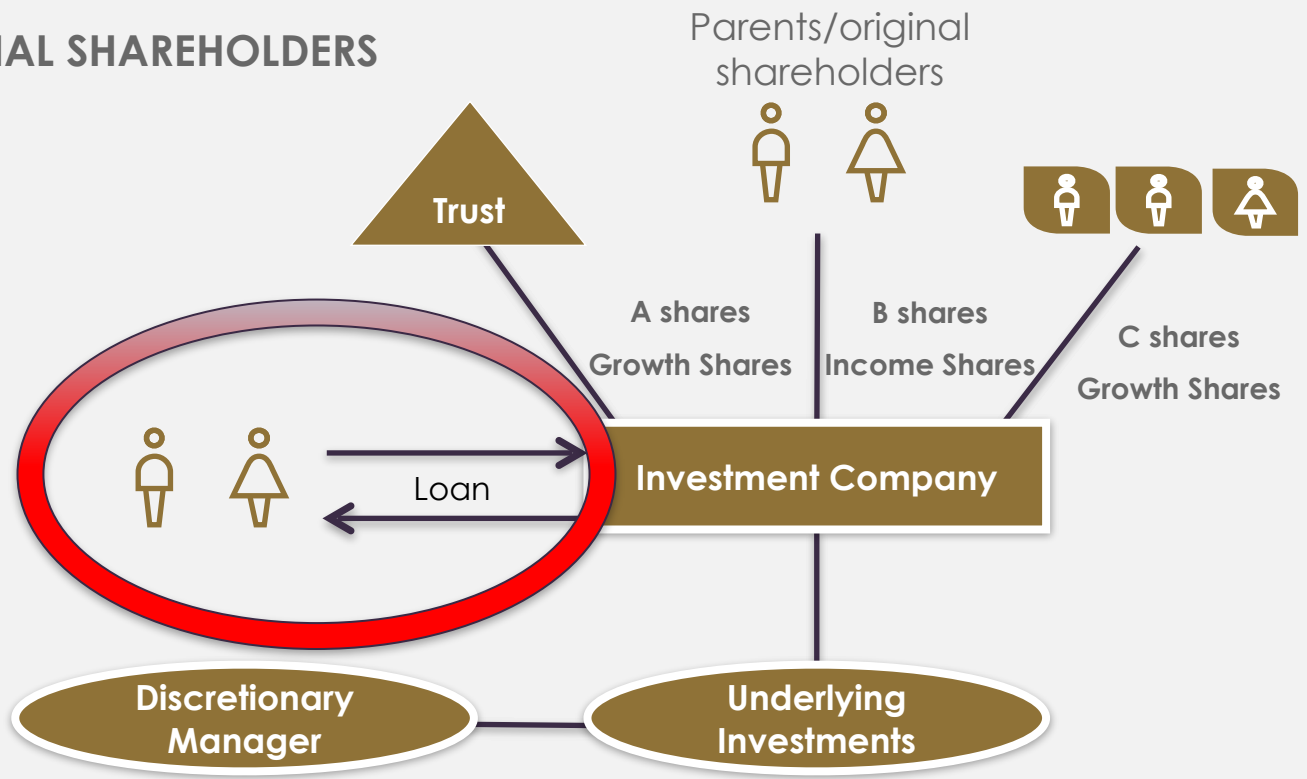 SHAREHOLDERS
Parents/original
shareholders
Trust
A shares
Growth Shares
B shares
Income Shares
C shares
Growth Shares
Loan
Investment Company
Discretionary
Manager
Underlying
Investments